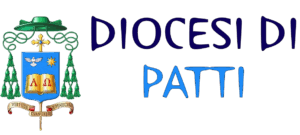 DIOCESI DI
PATTI
Α Ω